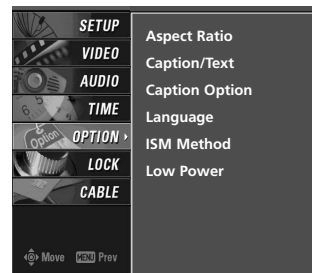 SETUP
VIDEO
AUDIO
TIME
OPTION
LOCK
CABLE
Move MENU Prev
Aspect Ratio
Caption/Text
Caption Option
Language
ISM Method
Low Power
Option